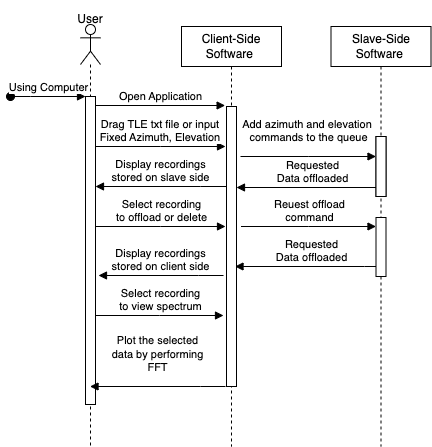 User
Client-Side
Software
Slave-Side
Software
Using Computer
Open Application
Drag TLE txt file or input
Fixed Azimuth, Elevation
Add azimuth and elevation
commands to the queue
Display recordings
stored on slave side
Requested
Data offloaded
Select recording
to offload or delete
Reuest offload
command
Display recordings
stored on client side
Requested
Data offloaded
Select recording
to view spectrum
Plot the selected
data by performing
FFT